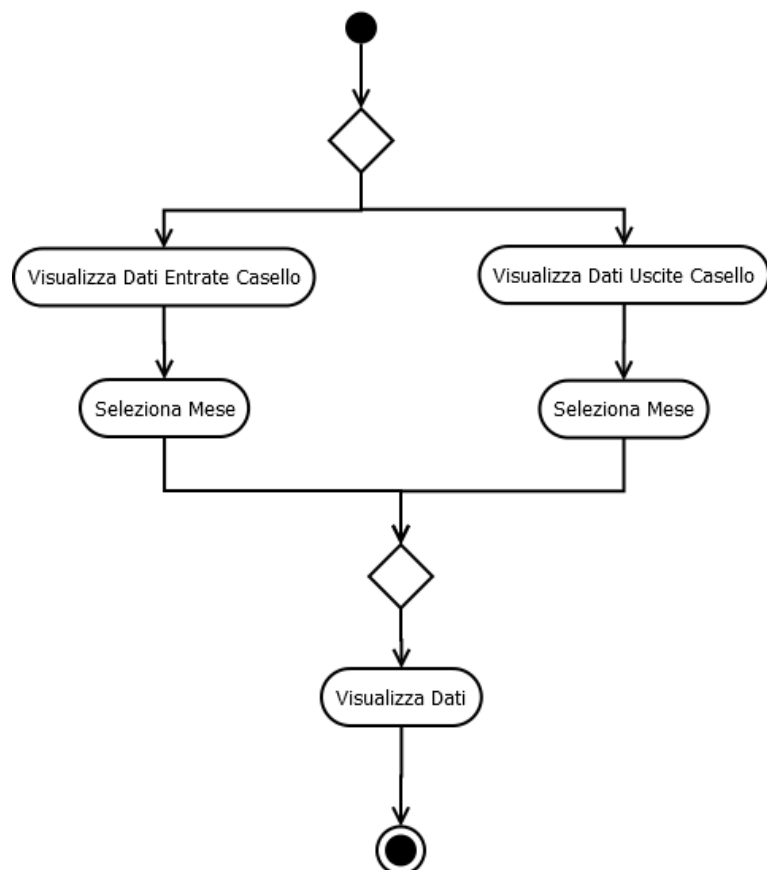 Visualizza Dati Entrate Casello
Visualizza Dati Uscite Casello
Seleziona Mese
Seleziona Mese
Visualizza Dati